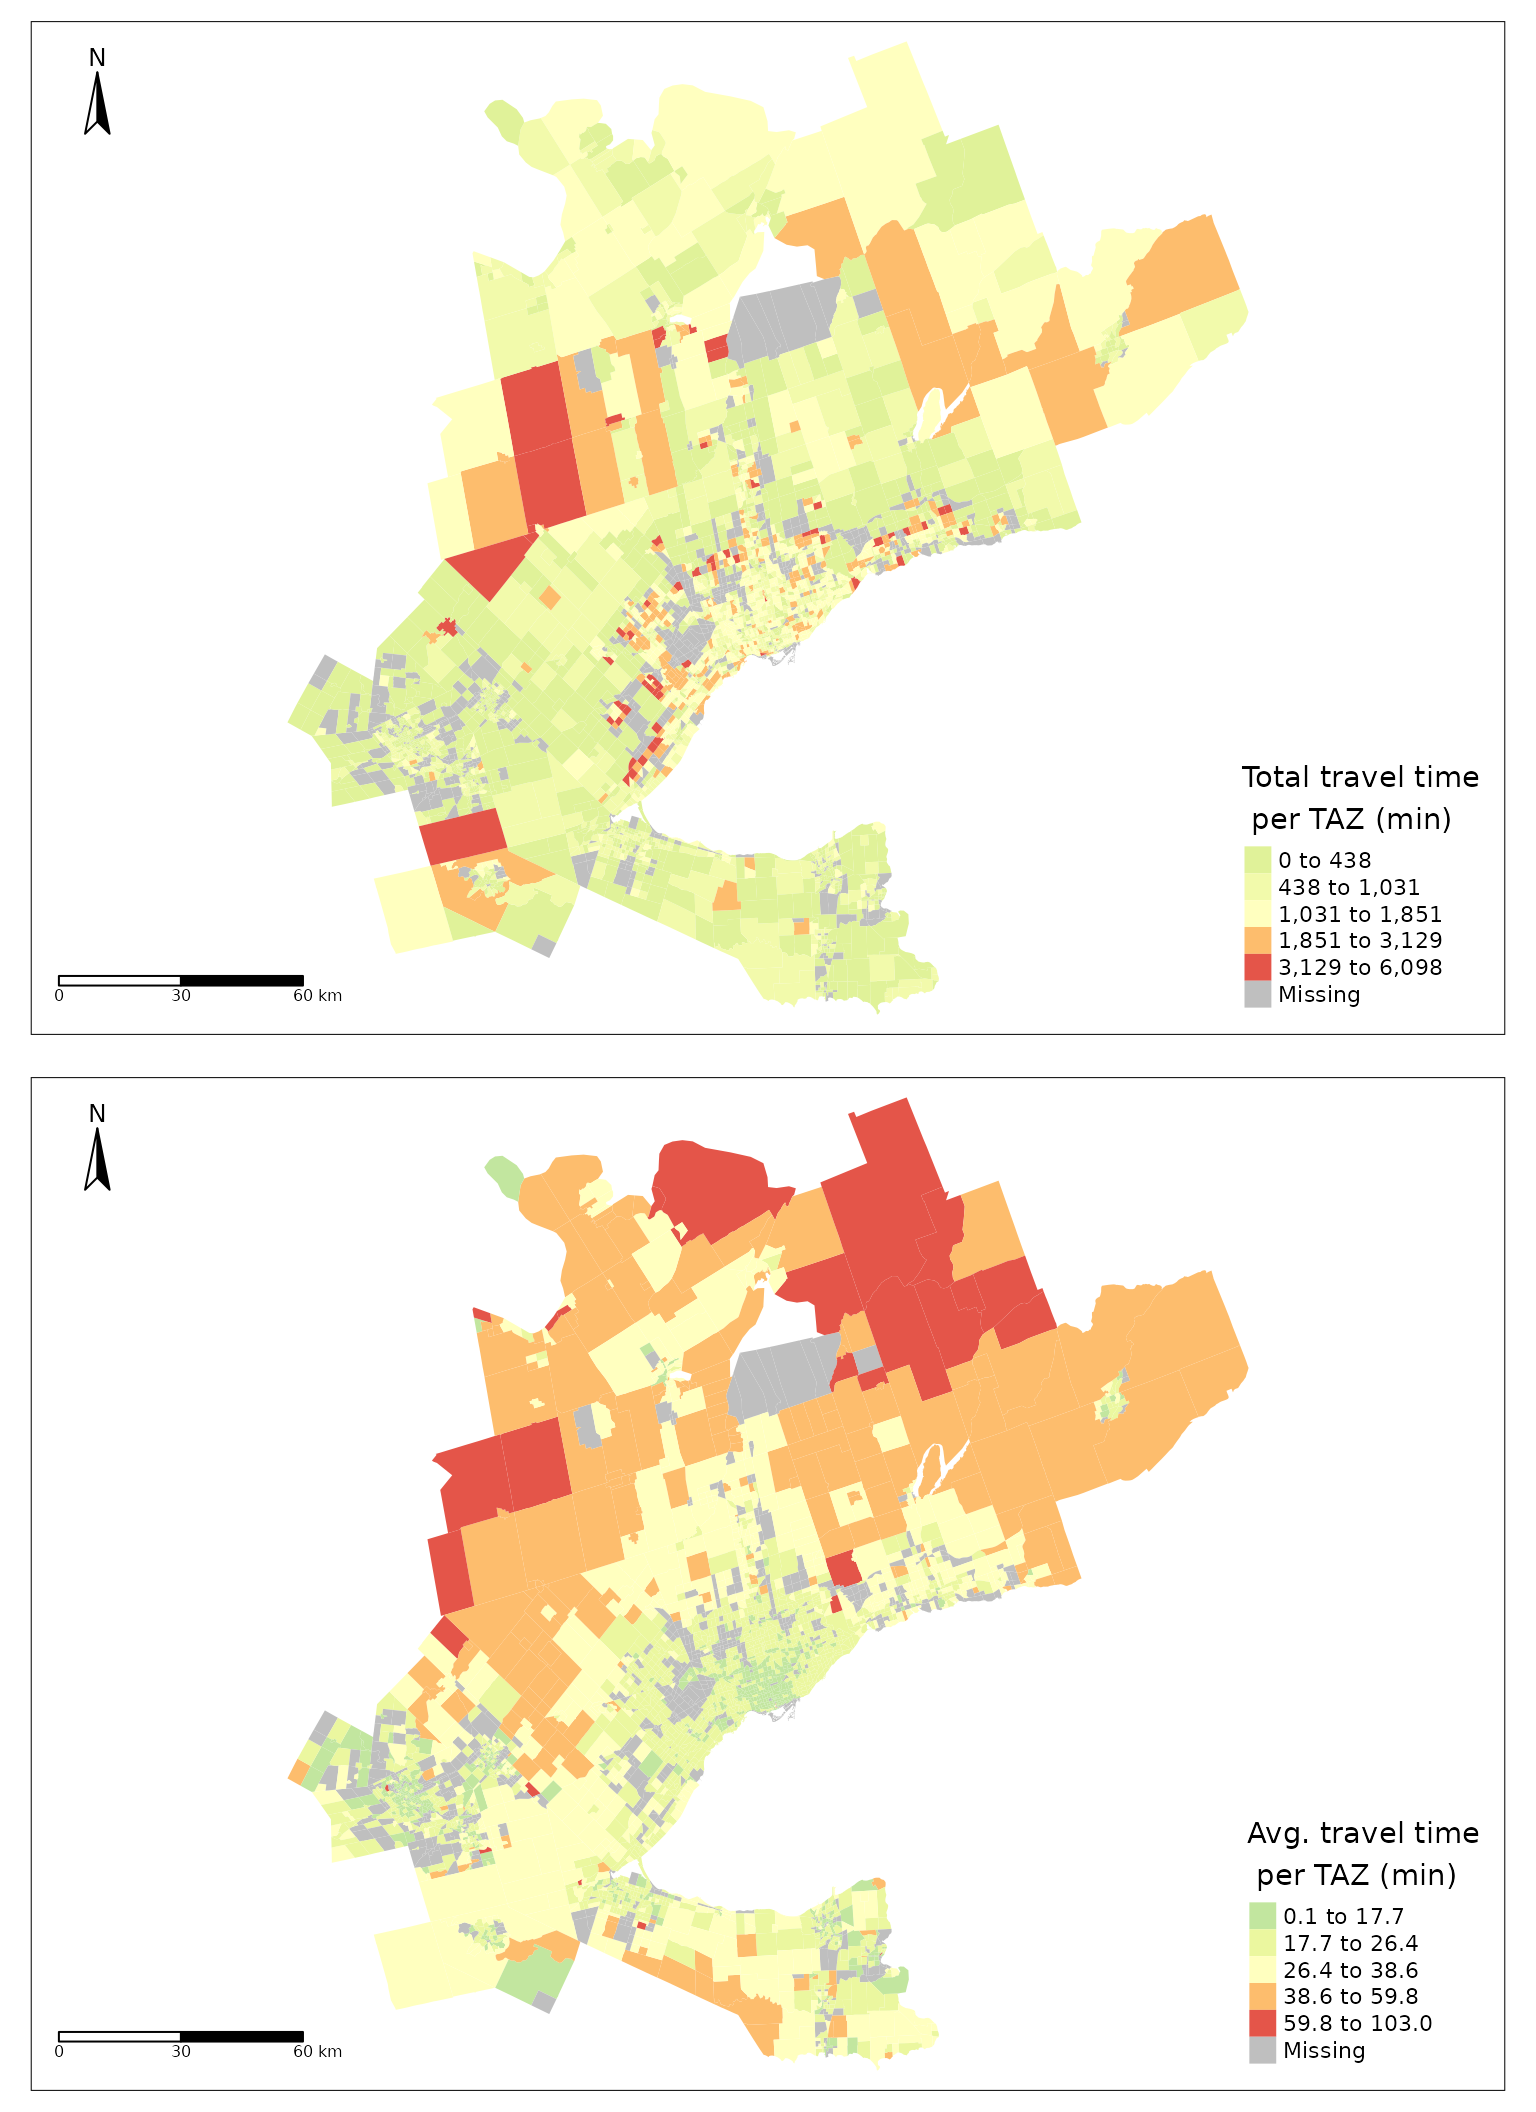 N
Total travel time
per TAZ (min)
0 to 438
438 to 1,031
1,031 to 1,851
1,851 to 3,129
3,129 to 6,098
Missing
0 30 60 km
N
Avg. travel time
per TAZ (min)
0.1 to 17.7
17.7 to 26.4
26.4 to 38.6
38.6 to 59.8
59.8 to 103.0
Missing
0 30 60 km